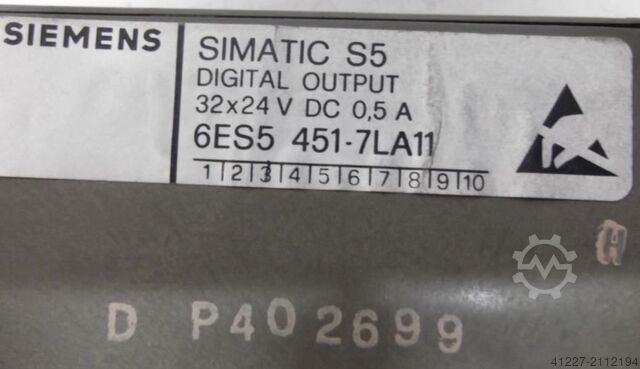 SIEMENS
SIMATIC S5
DIGITAL OUTPUT
32x24 V DC 0,5 A
6ES5 451-7LA11
1|2|3|4|5|6|7|8|9|10
D P402699
41227-2112194